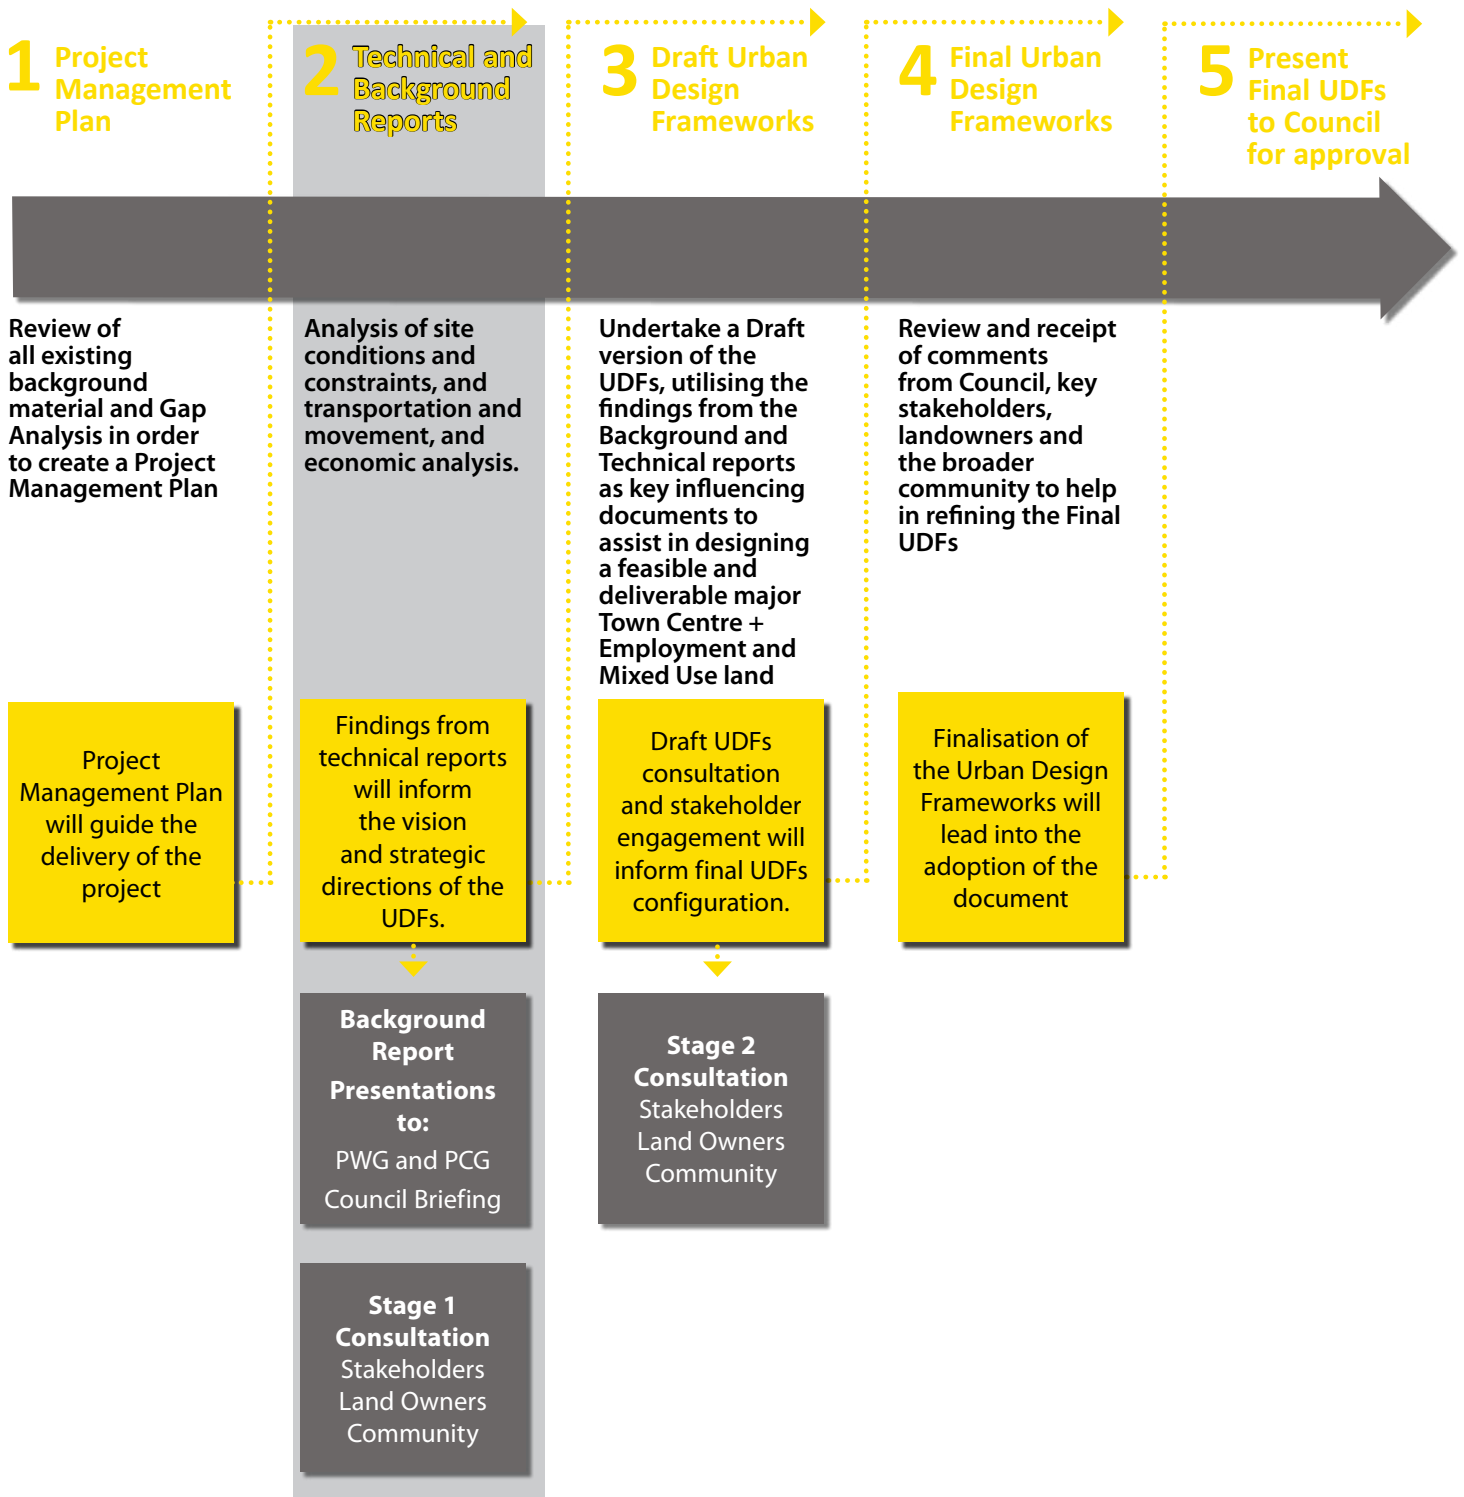 1 Project
Management
Plan
2 Technical and
Background
Reports
3 Draft Urban
Design
Frameworks
4 Final Urban
Design
Frameworks
5 Present
Final UDFs
to Council
for approval
Review of
all existing
background
material and Gap
Analysis in order
to create a Project
Management Plan
Analysis of site
conditions and
constraints, and
transportation and
movement, and
economic analysis.
Undertake a Draft
version of the
UDFs, utilising the
findings from the
Background and
Technical reports
as key influencing
documents to
assist in designing
a feasible and
deliverable major
Town Centre +
Employment and
Mixed Use land
Review and receipt
of comments
from Council, key
stakeholders,
landowners and
the broader
community to help
in refining the Final
UDFs
Project
Management Plan
will guide the
delivery of the
project
Findings from
technical reports
will inform
the vision
and strategic
directions of the
UDFs.
Draft UDFs
consultation
and stakeholder
engagement will
inform final UDFs
configuration.
Finalisation of
the Urban Design
Frameworks will
lead into the
adoption of the
document
Background
Report
Presentations
to:
PWG and PCG
Council Briefing
Stage 2
Consultation
Stakeholders
Land Owners
Community
Stage 1
Consultation
Stakeholders
Land Owners
Community